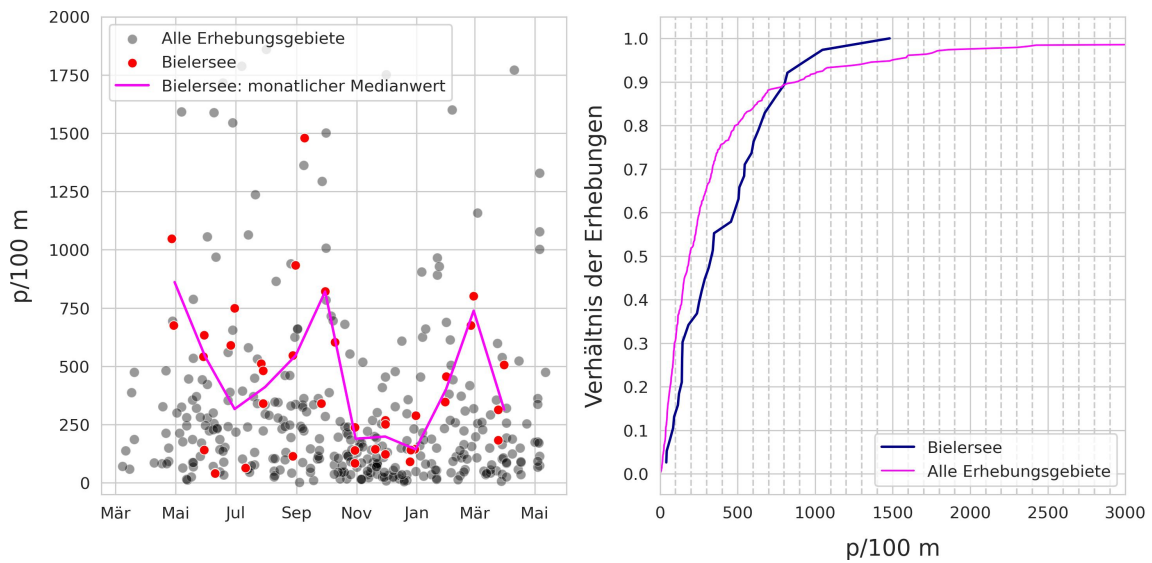 2000
1750
1500
1250
1000
750
500
250
0
p/100 m
Alle Erhebungsgebiete
Bielersee
Bielersee: monatlicher Medianwert
Mär Mai Jul Sep Nov Jan Mär Mai
1.0
0.9
0.8
0.7
0.6
0.5
0.4
0.3
0.2
0.1
0.0
Verhältnis der Erhebungen
Bielersee
Alle Erhebungsgebiete
0 500 1000 1500 2000 2500 3000
p/100 m